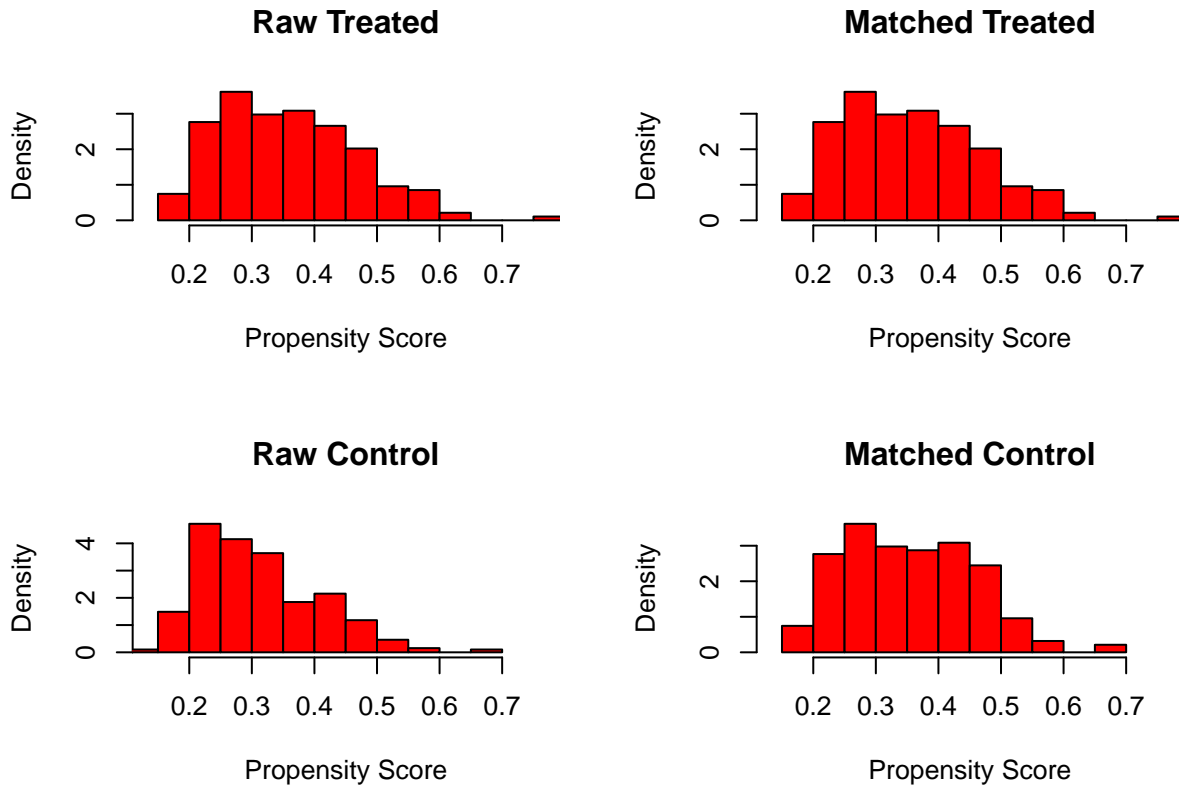 Raw Treated
Density
0 2
0.2 0.3 0.4 0.5 0.6 0.7
Propensity Score
Matched Treated
Density
0 2
0.2 0.3 0.4 0.5 0.6 0.7
Propensity Score
Raw Control
Density
0 2 4
0.2 0.3 0.4 0.5 0.6 0.7
Propensity Score
Matched Control
Density
0 2
0.2 0.3 0.4 0.5 0.6 0.7
Propensity Score